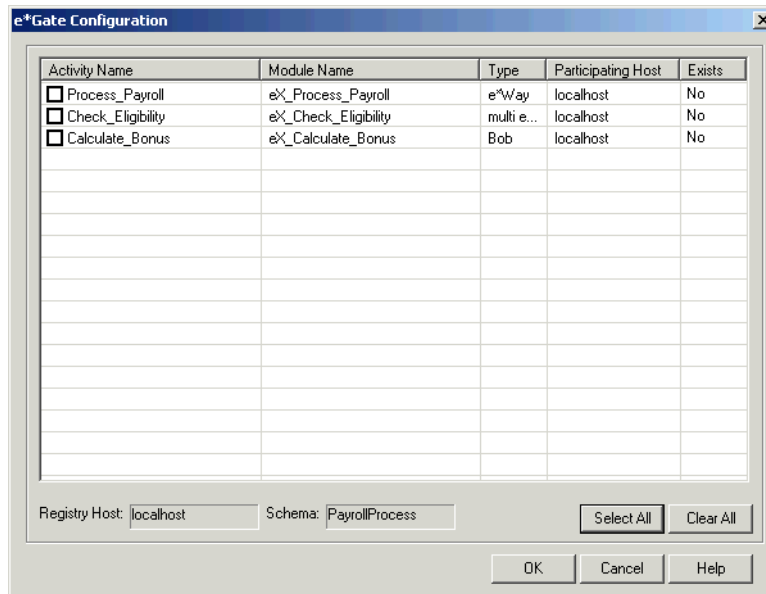 e*Gate Configuration
Activity Name Module Name Type Participating Host Exists
Process_Payroll eX_Process_Payroll e*Way localhost No
Check_Eligibility eX_Check_Eligibility multi e... localhost No
Calculate_Bonus eX_Calculate_Bonus Bob localhost No
Registry Host: localhost Schema: PayrollProcess Select All Clear All
OK Cancel Help